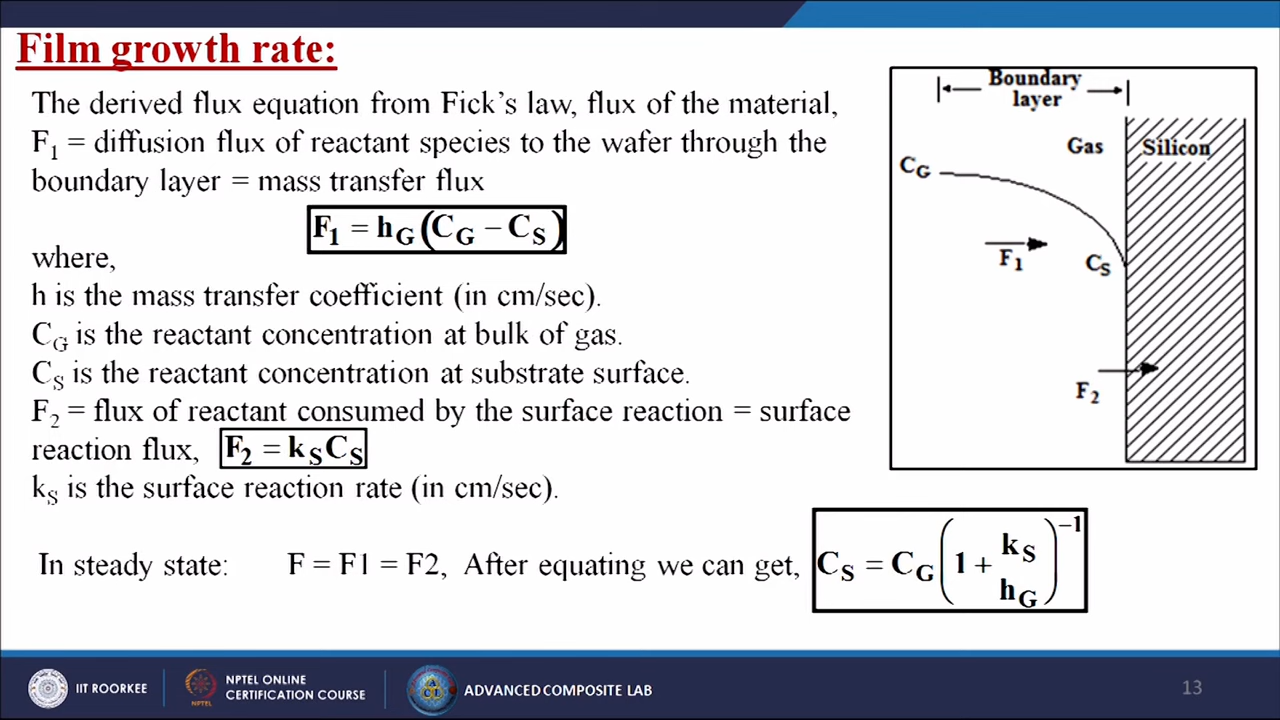 Film growth rate:
The derived flux equation from Fick's law, flux of the material,
F₁ = diffusion flux of reactant species to the wafer through the
boundary layer = mass transfer flux
F₁ = h_G (C_G − C_S)
where,
h is the mass transfer coefficient (in cm/sec).
C_G is the reactant concentration at bulk of gas.
C_S is the reactant concentration at substrate surface.
F₂ = flux of reactant consumed by the surface reaction = surface
reaction flux, F₂ = k_S C_S
k_S is the surface reaction rate (in cm/sec).
In steady state: F = F1 = F2, After equating we can get, C_S = C_G (1 + k_S / h_G)⁻¹
Boundary
layer
Gas
Silicon
C_G
F₁
C_S
F₂
IIT ROORKEE
NPTEL
NPTEL ONLINE
CERTIFICATION COURSE
ADVANCED COMPOSITE LAB
13